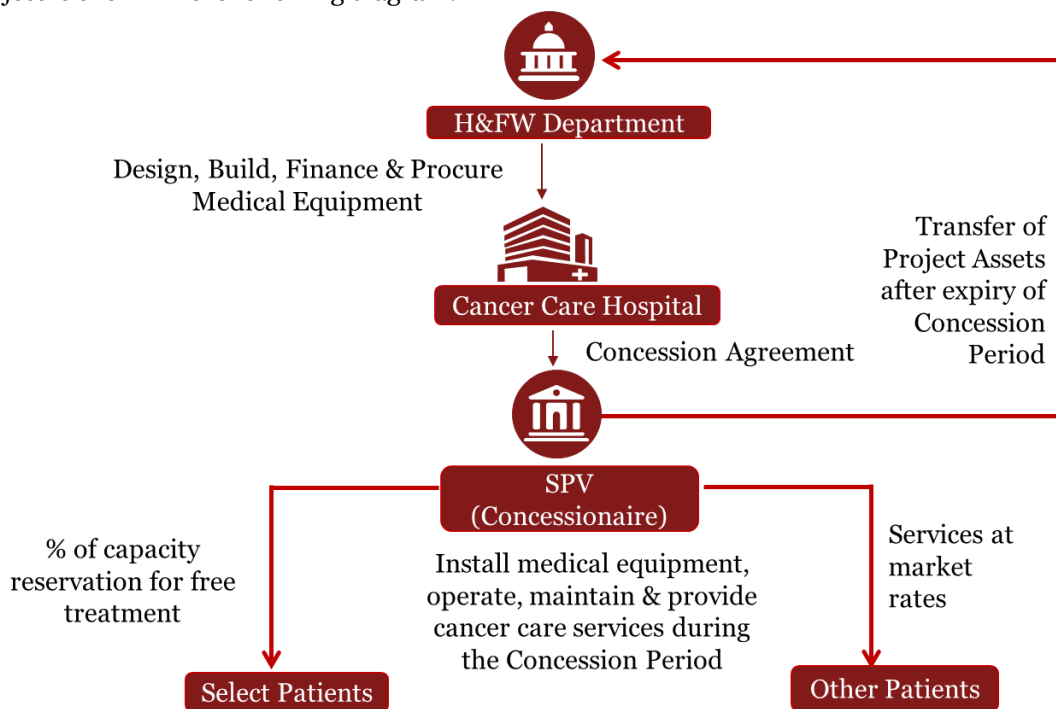 H&FW Department
Design, Build, Finance & Procure
Medical Equipment
Transfer of
Project Assets
after expiry of
Concession
Period
Cancer Care Hospital
Concession Agreement
SPV
(Concessionaire)
% of capacity
reservation for free
treatment
Install medical equipment,
operate, maintain & provide
cancer care services during
the Concession Period
Services at
market
rates
Select Patients
Other Patients